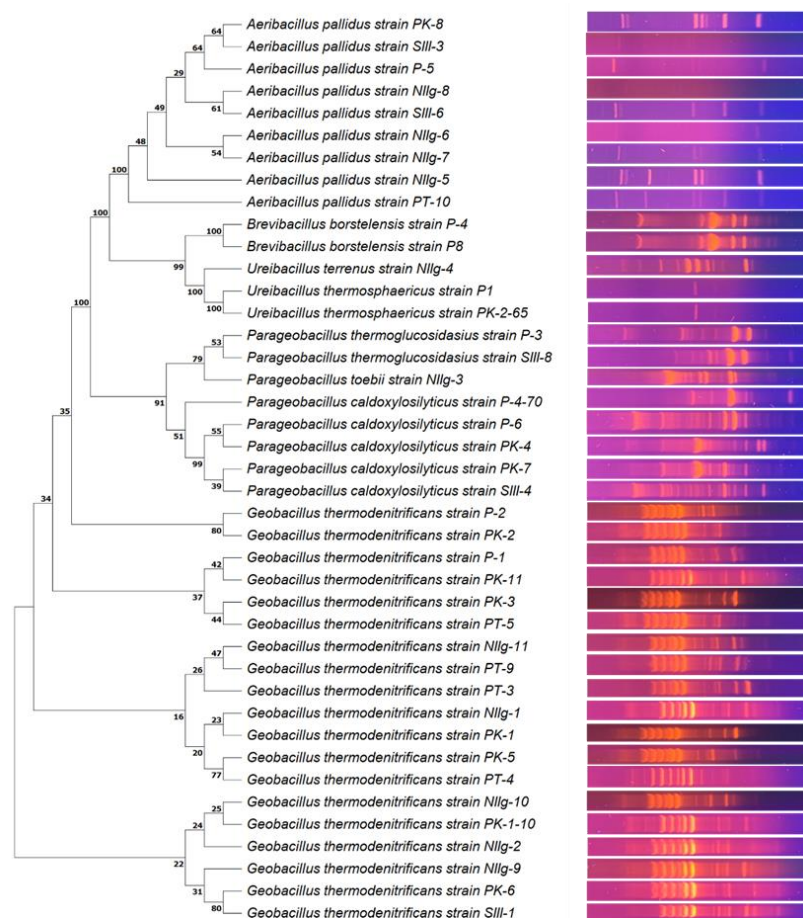 Aeribacillus pallidus strain PK-8
64
64
Aeribacillus pallidus strain SIII-3
29
Aeribacillus pallidus strain P-5
49
Aeribacillus pallidus strain NIIg-8
61
Aeribacillus pallidus strain SIII-6
48
Aeribacillus pallidus strain NIIg-6
54
Aeribacillus pallidus strain NIIg-7
100
Aeribacillus pallidus strain NIIg-5
Aeribacillus pallidus strain PT-10
100
Brevibacillus borstelensis strain P-4
100
Brevibacillus borstelensis strain P8
99
Ureibacillus terrenus strain NIIg-4
100
Ureibacillus thermosphaericus strain P1
100
100
Ureibacillus thermosphaericus strain PK-2-65
Parageobacillus thermoglucosidasius strain P-3
53
79
Parageobacillus thermoglucosidasius strain SIII-8
Parageobacillus toebii strain NIIg-3
91
Parageobacillus caldoxylosilyticus strain P-4-70
35
Parageobacillus caldoxylosilyticus strain P-6
51
55
Parageobacillus caldoxylosilyticus strain PK-4
99
Parageobacillus caldoxylosilyticus strain PK-7
39
Parageobacillus caldoxylosilyticus strain SIII-4
34
Geobacillus thermodenitrificans strain P-2
80
Geobacillus thermodenitrificans strain PK-2
Geobacillus thermodenitrificans strain P-1
42
Geobacillus thermodenitrificans strain PK-11
37
Geobacillus thermodenitrificans strain PK-3
44
Geobacillus thermodenitrificans strain PT-5
Geobacillus thermodenitrificans strain NIIg-11
47
26
Geobacillus thermodenitrificans strain PT-9
Geobacillus thermodenitrificans strain PT-3
16
Geobacillus thermodenitrificans strain NIIg-1
23
Geobacillus thermodenitrificans strain PK-1
20
Geobacillus thermodenitrificans strain PK-5
77
Geobacillus thermodenitrificans strain PT-4
Geobacillus thermodenitrificans strain NIIg-10
25
24
Geobacillus thermodenitrificans strain PK-1-10
Geobacillus thermodenitrificans strain NIIg-2
22
Geobacillus thermodenitrificans strain NIIg-9
31
Geobacillus thermodenitrificans strain PK-6
80
Geobacillus thermodenitrificans strain SIII-1